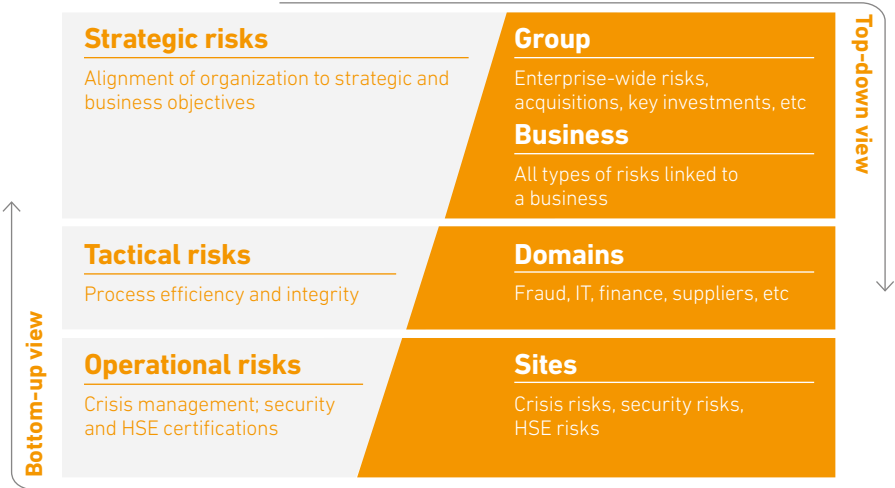 Strategic risks
Alignment of organization to strategic and
business objectives
Group
Enterprise-wide risks,
acquisitions, key investments, etc
Business
All types of risks linked to
a business
Tactical risks
Process efficiency and integrity
Domains
Fraud, IT, finance, suppliers, etc
Operational risks
Crisis management; security
and HSE certifications
Sites
Crisis risks, security risks,
HSE risks
Top-down view
Bottom-up view